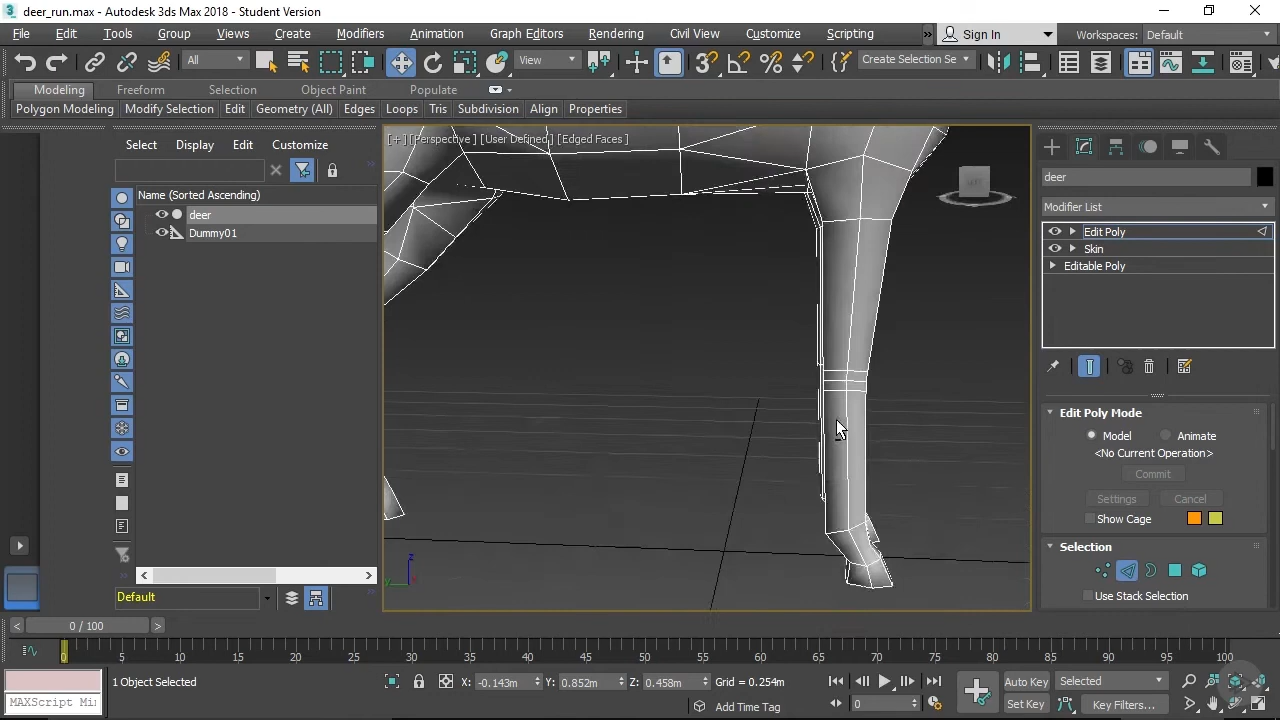 deer_run.max - Autodesk 3ds Max 2018 - Student Version
File Edit Tools Group Views Create Modifiers Animation Graph Editors Rendering Civil View Customize Scripting » Sign In Workspaces: Default
All View Create Selection Se
Modeling Freeform Selection Object Paint Populate
Polygon Modeling Modify Selection Edit Geometry (All) Edges Loops Tris Subdivision Align Properties
Select Display Edit Customize
[+] [Perspective ] [User Defined ] [Edged Faces ]
deer
Name (Sorted Ascending)
Modifier List
deer
Edit Poly
Dummy01
Skin
Editable Poly
Edit Poly Mode
Model Animate
<No Current Operation>
Commit
Settings Cancel
Show Cage
Selection
Use Stack Selection
z
y
Default
< 0 / 100 >
0 5 10 15 20 25 30 35 40 45 50 55 60 65 70 75 80 85 90 95 100
1 Object Selected X: -0.143m Y: 0.852m Z: 0.458m Grid = 0.254m Auto Key Selected
MAXScript Mi Add Time Tag 0 Set Key Key Filters...